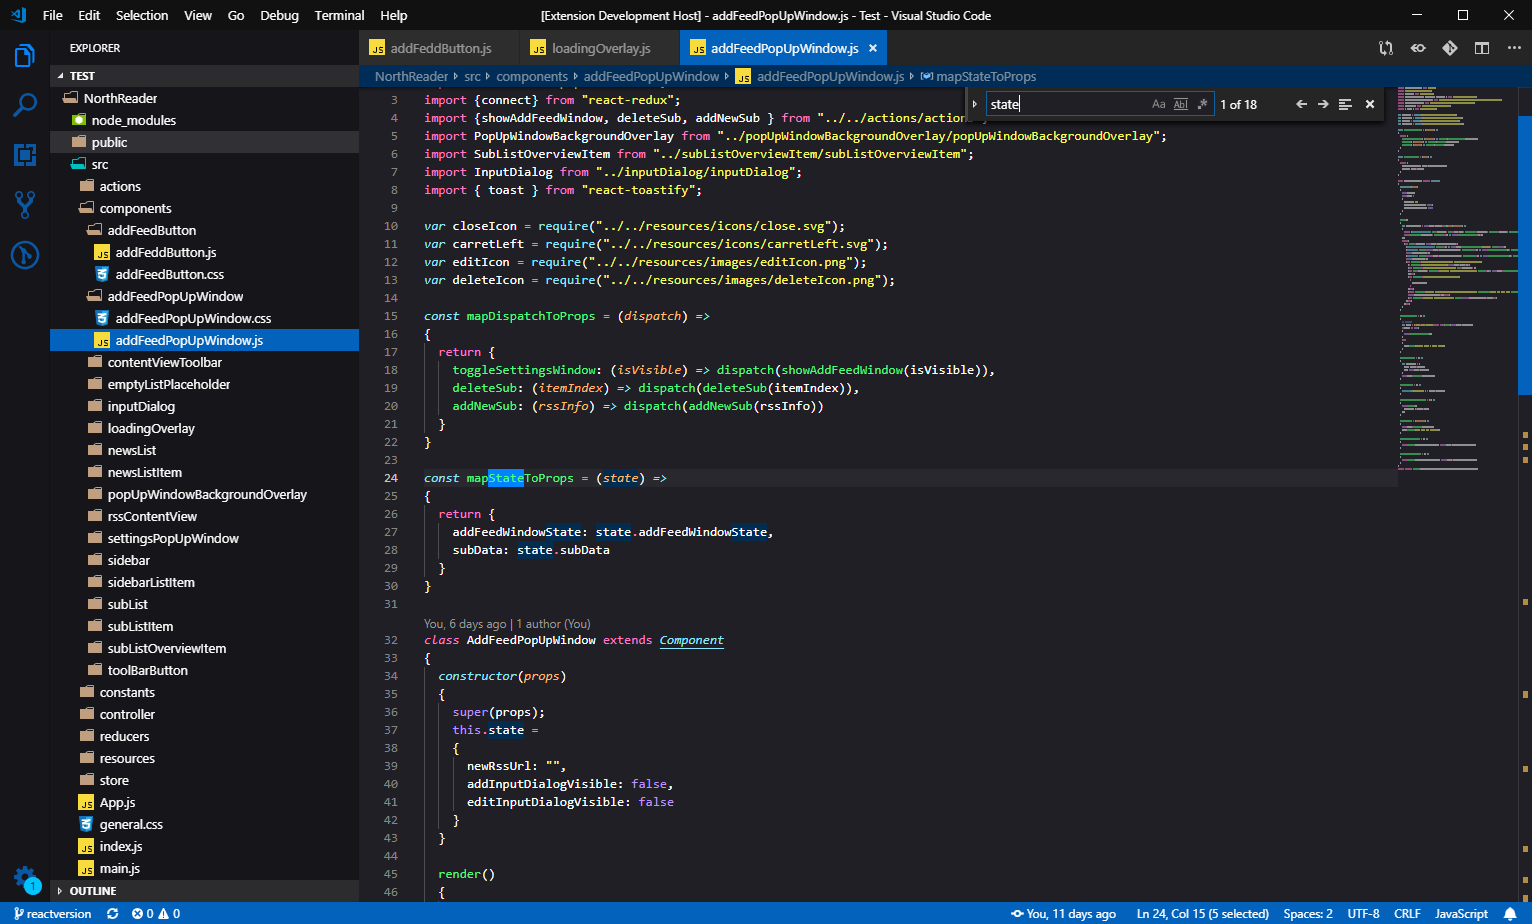 File Edit Selection View Go Debug Terminal Help
[Extension Development Host] - addFeedPopUpWindow.js - Test - Visual Studio Code
EXPLORER
TEST
NorthReader
node_modules
public
src
actions
components
addFeedButton
JS addFeddButton.js
addFeedButton.css
addFeedPopUpWindow
addFeedPopUpWindow.css
JS addFeedPopUpWindow.js
contentViewToolbar
emptyListPlaceholder
inputDialog
loadingOverlay
newsList
newsListItem
popUpWindowBackgroundOverlay
rssContentView
settingsPopUpWindow
sidebar
sidebarListItem
subList
subListItem
subListOverviewItem
toolBarButton
constants
controller
reducers
resources
store
JS App.js
general.css
JS index.js
JS main.js
OUTLINE
1
JS addFeddButton.js JS loadingOverlay.js JS addFeedPopUpWindow.js
NorthReader src components addFeedPopUpWindow JS addFeedPopUpWindow.js mapStateToProps
state Aa Abl .* 1 of 18
3 import {connect} from "react-redux";
4 import {showAddFeedWindow, deleteSub, addNewSub } from "../../actions/action
5 import PopUpWindowBackgroundOverlay from "../popUpWindowBackgroundOverlay/popUpWindowBackgroundOverlay";
6 import SubListOverviewItem from "../subListOverviewItem/subListOverviewItem";
7 import InputDialog from "../inputDialog/inputDialog";
8 import { toast } from "react-toastify";
9
10 var closeIcon = require("../../resources/icons/close.svg");
11 var carretLeft = require("../../resources/icons/carretLeft.svg");
12 var editIcon = require("../../resources/images/editIcon.png");
13 var deleteIcon = require("../../resources/images/deleteIcon.png");
14
15 const mapDispatchToProps = (dispatch) =>
16 {
17 return {
18 toggleSettingsWindow: (isVisible) => dispatch(showAddFeedWindow(isVisible)),
19 deleteSub: (itemIndex) => dispatch(deleteSub(itemIndex)),
20 addNewSub: (rssInfo) => dispatch(addNewSub(rssInfo))
21 }
22 }
23
24 const mapStateToProps = (state) =>
25 {
26 return {
27 addFeedWindowState: state.addFeedWindowState,
28 subData: state.subData
29 }
30 }
31
You, 6 days ago | 1 author (You)
32 class AddFeedPopUpWindow extends Component
33 {
34 constructor(props)
35 {
36 super(props);
37 this.state =
38 {
39 newRssUrl: "",
40 addInputDialogVisible: false,
41 editInputDialogVisible: false
42 }
43 }
44
45 render()
46 {
reactversion 0 0 You, 11 days ago Ln 24, Col 15 (5 selected) Spaces: 2 UTF-8 CRLF JavaScript